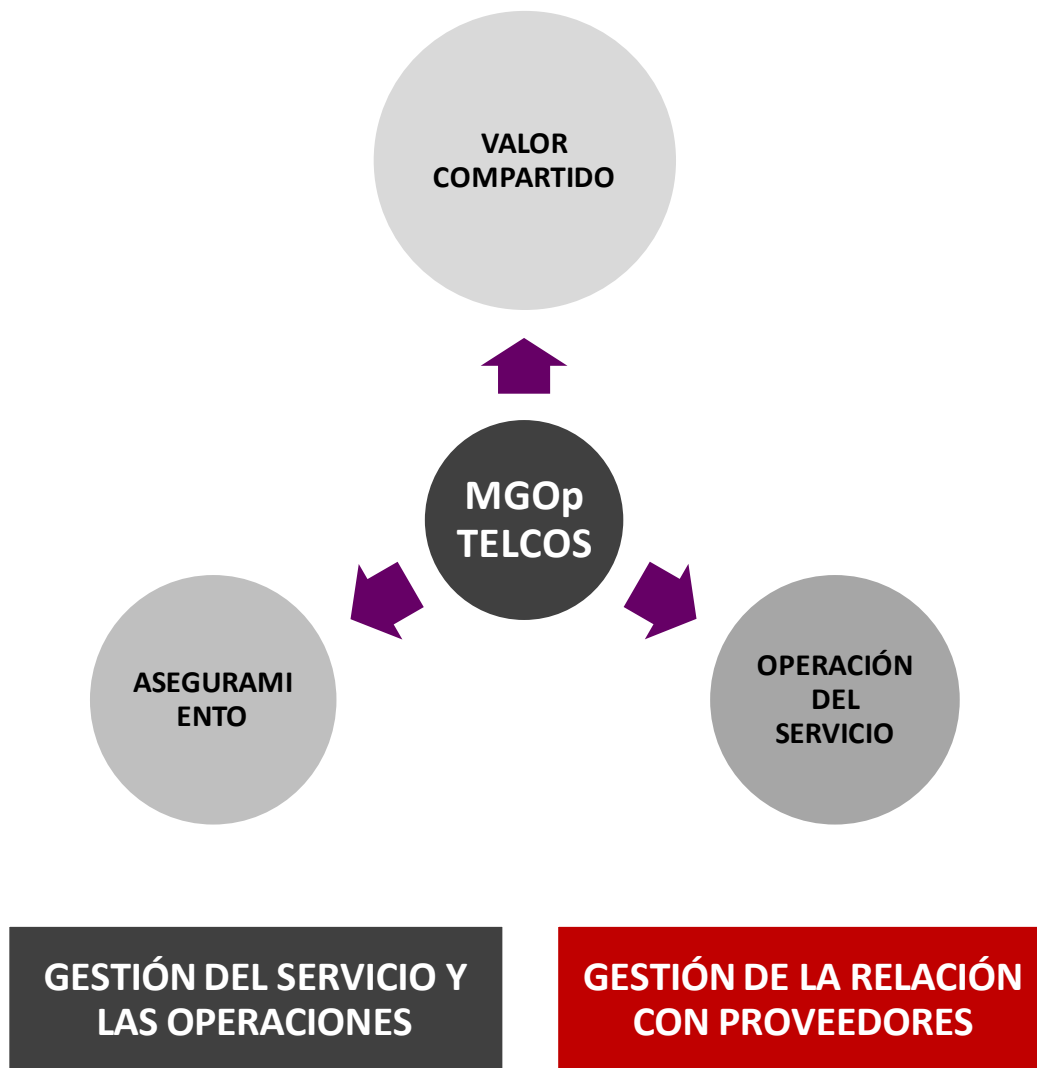 VALOR
COMPARTIDO
MGOp
TELCOS
ASEGURAMI
ENTO
OPERACIÓN
DEL
SERVICIO
GESTIÓN DEL SERVICIO Y
LAS OPERACIONES
GESTIÓN DE LA RELACIÓN
CON PROVEEDORES